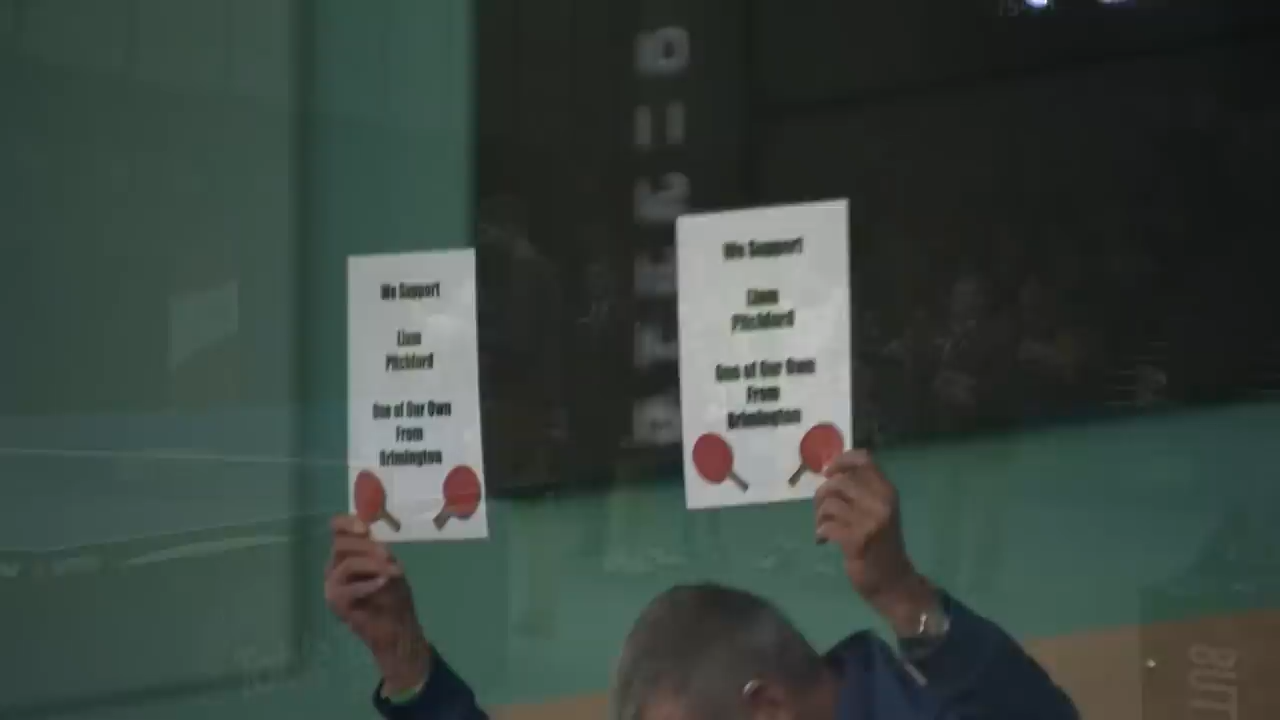 We Support
Liam
Pitchford
One of Our Own
From
Brimington
We Support
Liam
Pitchford
One of Our Own
From
Brimington